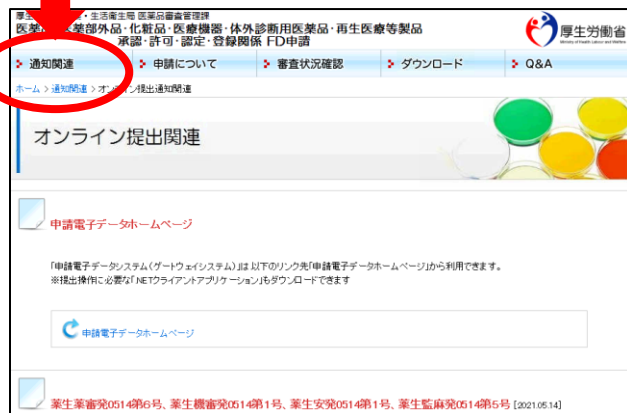 ・生活衛生局 医薬品審査管理課
医薬部外品・化粧品・医療機器・体外診断用医薬品・再生医療等製品
承認・許可・認定・登録関係 FD申請
厚生労働省
Ministry of Health, Labour and Welfare
通知関連 申請について 審査状況確認 ダウンロード Q&A
ホーム > 通知関連 > オンライン提出通知関連
オンライン提出関連
申請電子データホームページ
「申請電子データシステム(ゲートウェイシステム)」は以下のリンク先「申請電子データホームページ」から利用できます。
※提出操作に必要な「.NETクライアントアプリケーション」もダウンロードできます
申請電子データホームページ
薬生薬審発0514第6号、薬生機審発0514第1号、薬生安発0514第1号、薬生監麻発0514第5号 [2021.05.14]